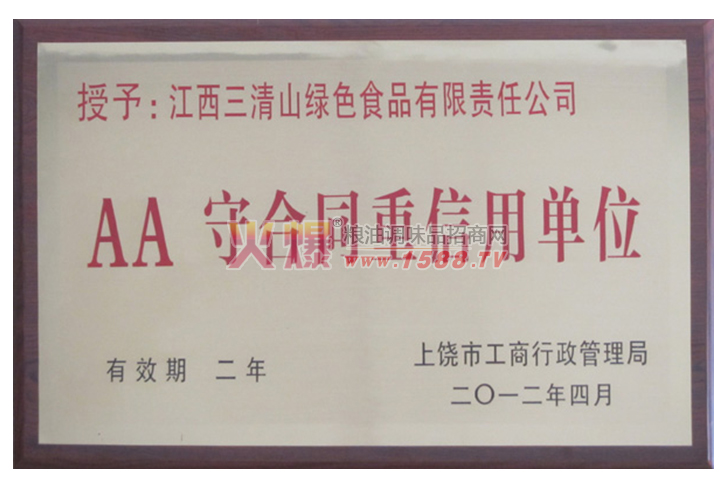 授予：江西三清山绿色食品有限责任公司
AA 守合同重信用单位
火爆®粮油调味品招商网
www.1588.TV
有效期 二年
上饶市工商行政管理局
二〇一二年四月